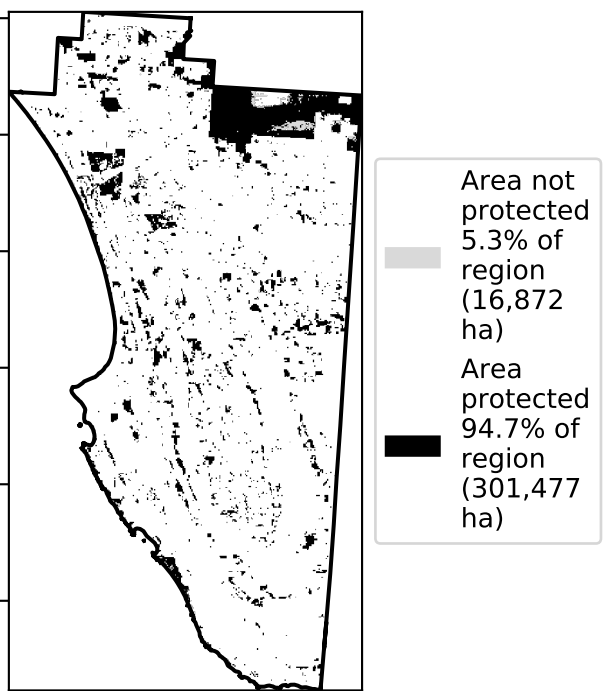 Area not
protected
5.3% of
region
(16,872
ha)
Area
protected
94.7% of
region
(301,477
ha)